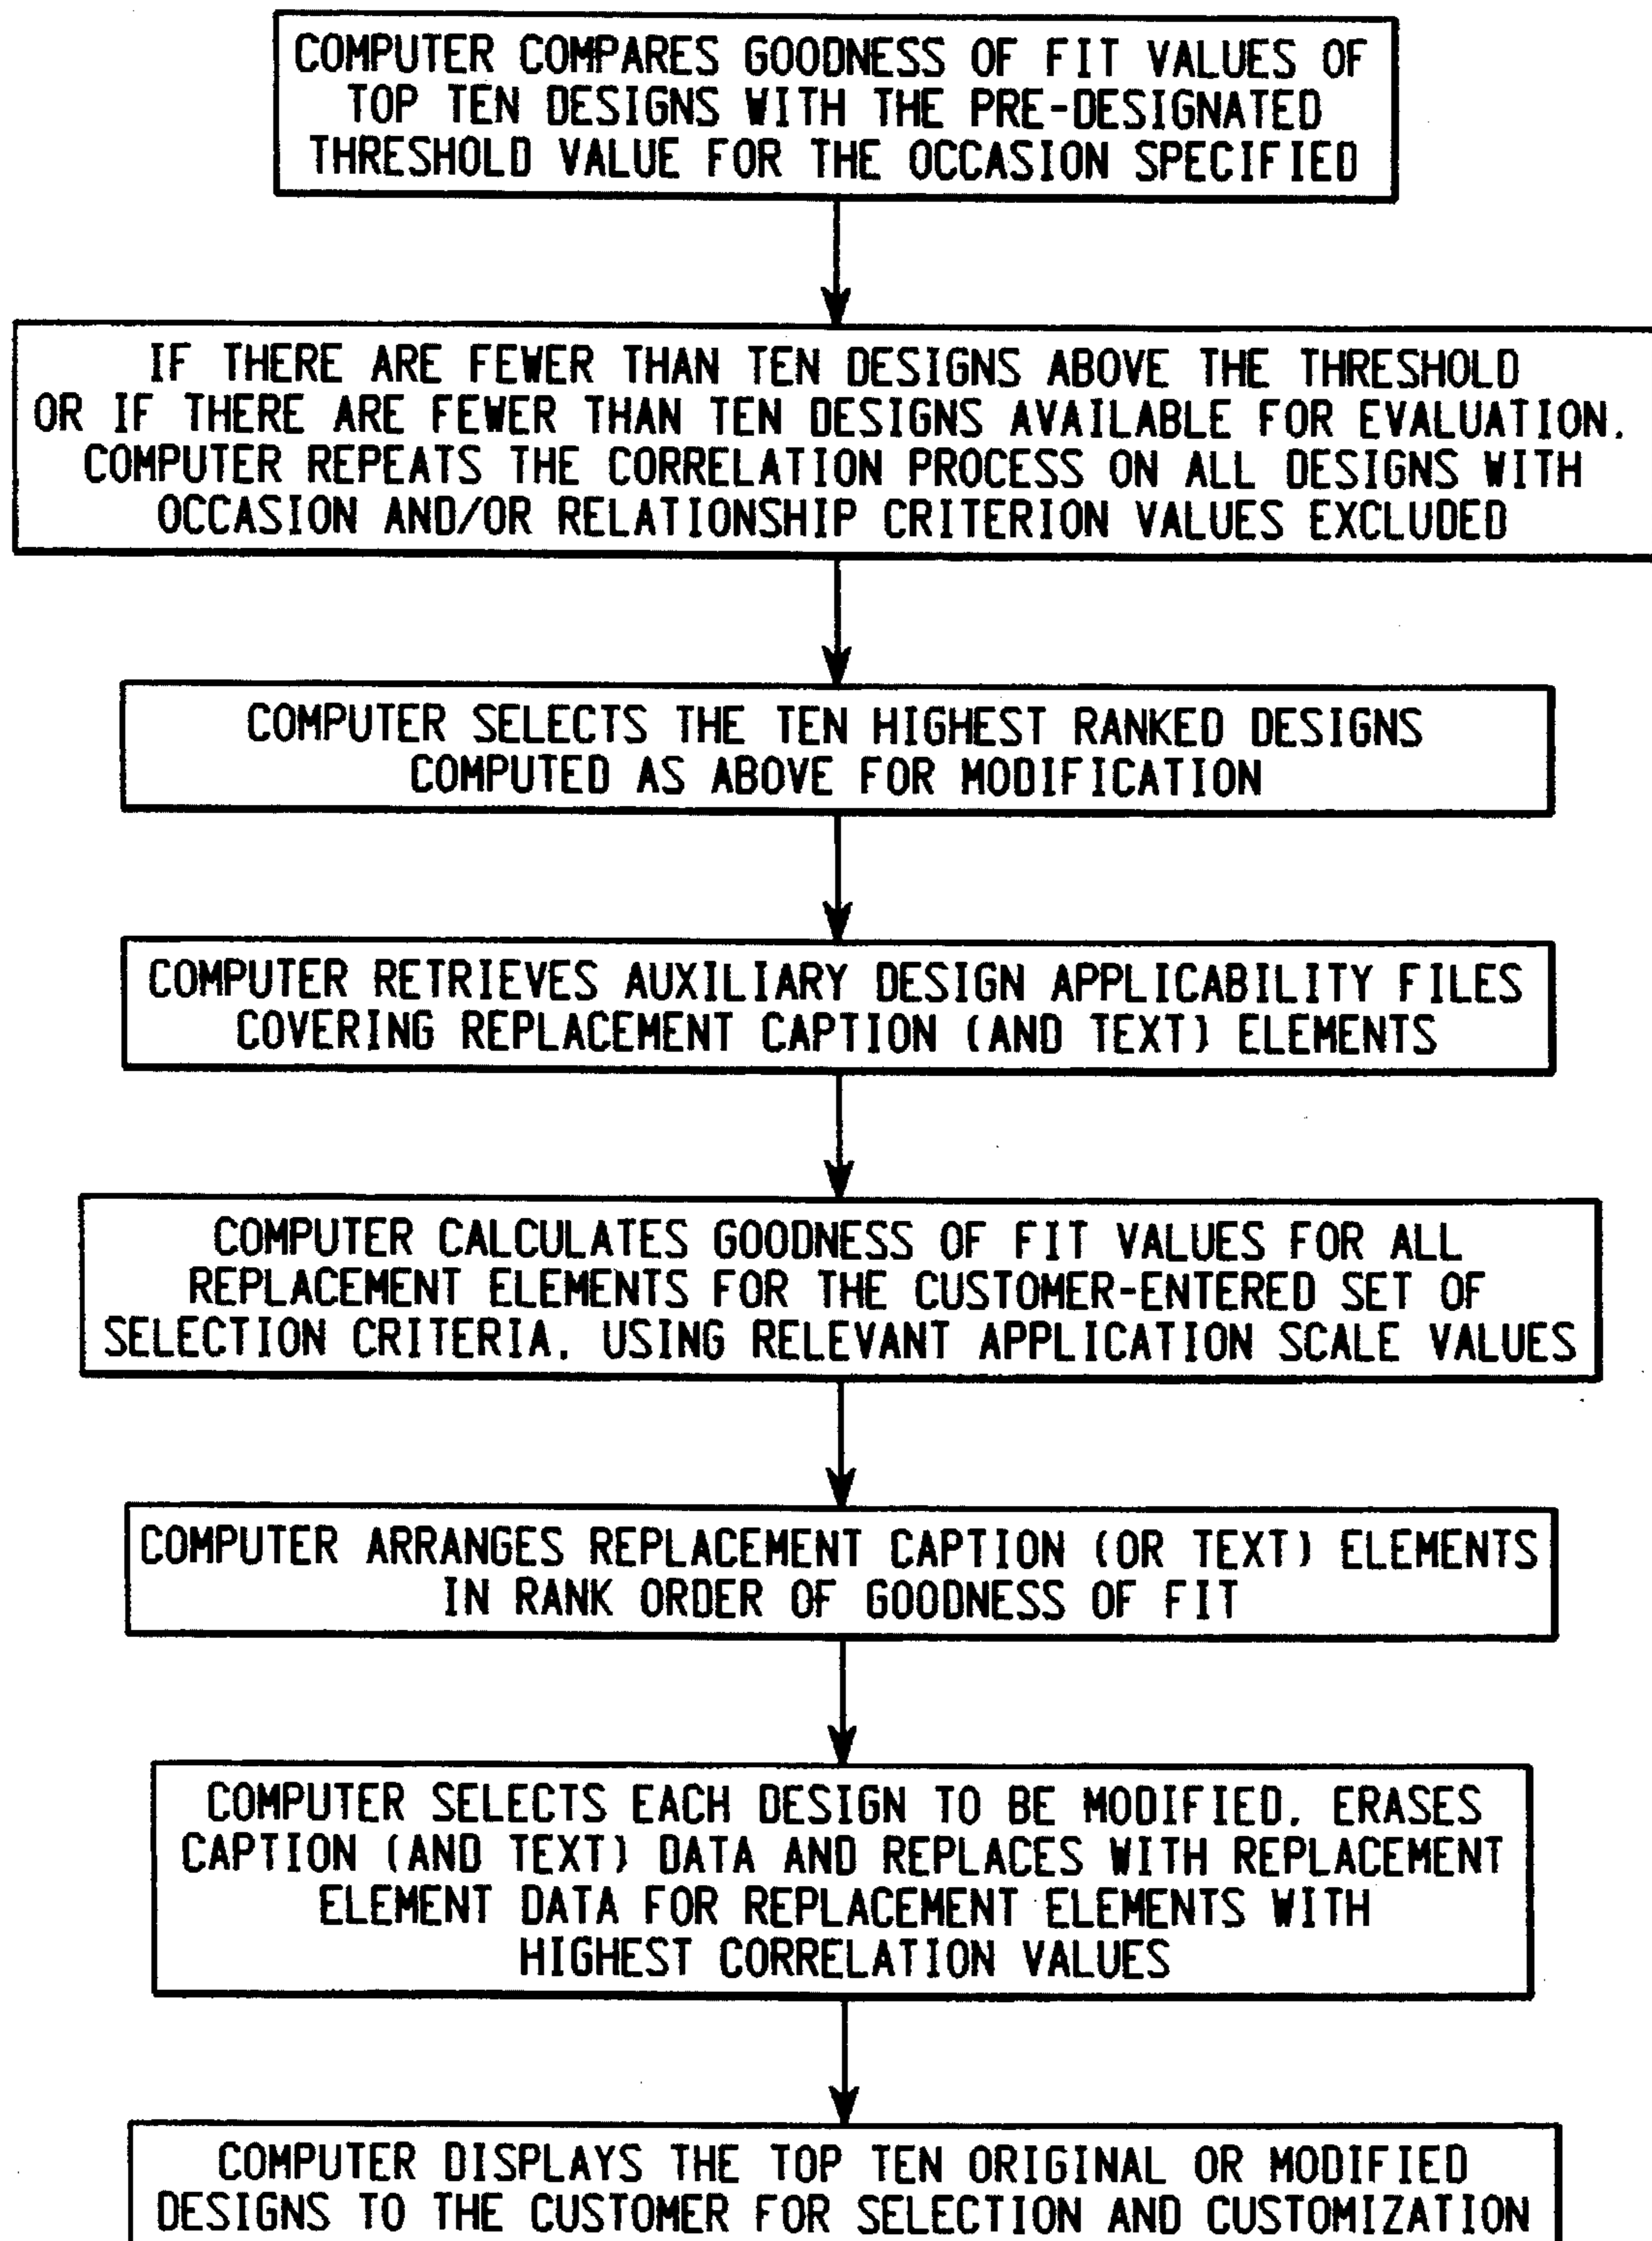 COMPUTER COMPARES GOODNESS OF FIT VALUES OF
TOP TEN DESIGNS WITH THE PRE-DESIGNATED
THRESHOLD VALUE FOR THE OCCASION SPECIFIED
IF THERE ARE FEWER THAN TEN DESIGNS ABOVE THE THRESHOLD
OR IF THERE ARE FEWER THAN TEN DESIGNS AVAILABLE FOR EVALUATION.
COMPUTER REPEATS THE CORRELATION PROCESS ON ALL DESIGNS WITH
OCCASION AND/OR RELATIONSHIP CRITERION VALUES EXCLUDED
COMPUTER SELECTS THE TEN HIGHEST RANKED DESIGNS
COMPUTED AS ABOVE FOR MODIFICATION
COMPUTER RETRIEVES AUXILIARY DESIGN APPLICABILITY FILES
COVERING REPLACEMENT CAPTION (AND TEXT) ELEMENTS
COMPUTER CALCULATES GOODNESS OF FIT VALUES FOR ALL
REPLACEMENT ELEMENTS FOR THE CUSTOMER-ENTERED SET OF
SELECTION CRITERIA. USING RELEVANT APPLICATION SCALE VALUES
COMPUTER ARRANGES REPLACEMENT CAPTION (OR TEXT) ELEMENTS
IN RANK ORDER OF GOODNESS OF FIT
COMPUTER SELECTS EACH DESIGN TO BE MODIFIED. ERASES
CAPTION (AND TEXT) DATA AND REPLACES WITH REPLACEMENT
ELEMENT DATA FOR REPLACEMENT ELEMENTS WITH
HIGHEST CORRELATION VALUES
COMPUTER DISPLAYS THE TOP TEN ORIGINAL OR MODIFIED
DESIGNS TO THE CUSTOMER FOR SELECTION AND CUSTOMIZATION